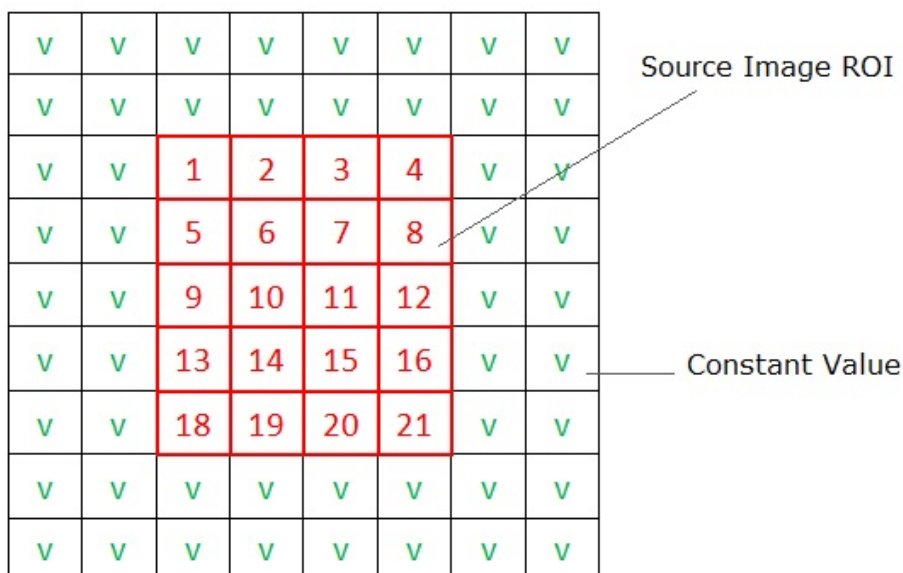 v v v v v v v v
Source Image ROI
v v v v v v v v
v v 1 2 3 4 v v
v v 5 6 7 8 v v
v v 9 10 11 12 v v
v v 13 14 15 16 v v
Constant Value
v v 18 19 20 21 v v
v v v v v v v v
v v v v v v v v